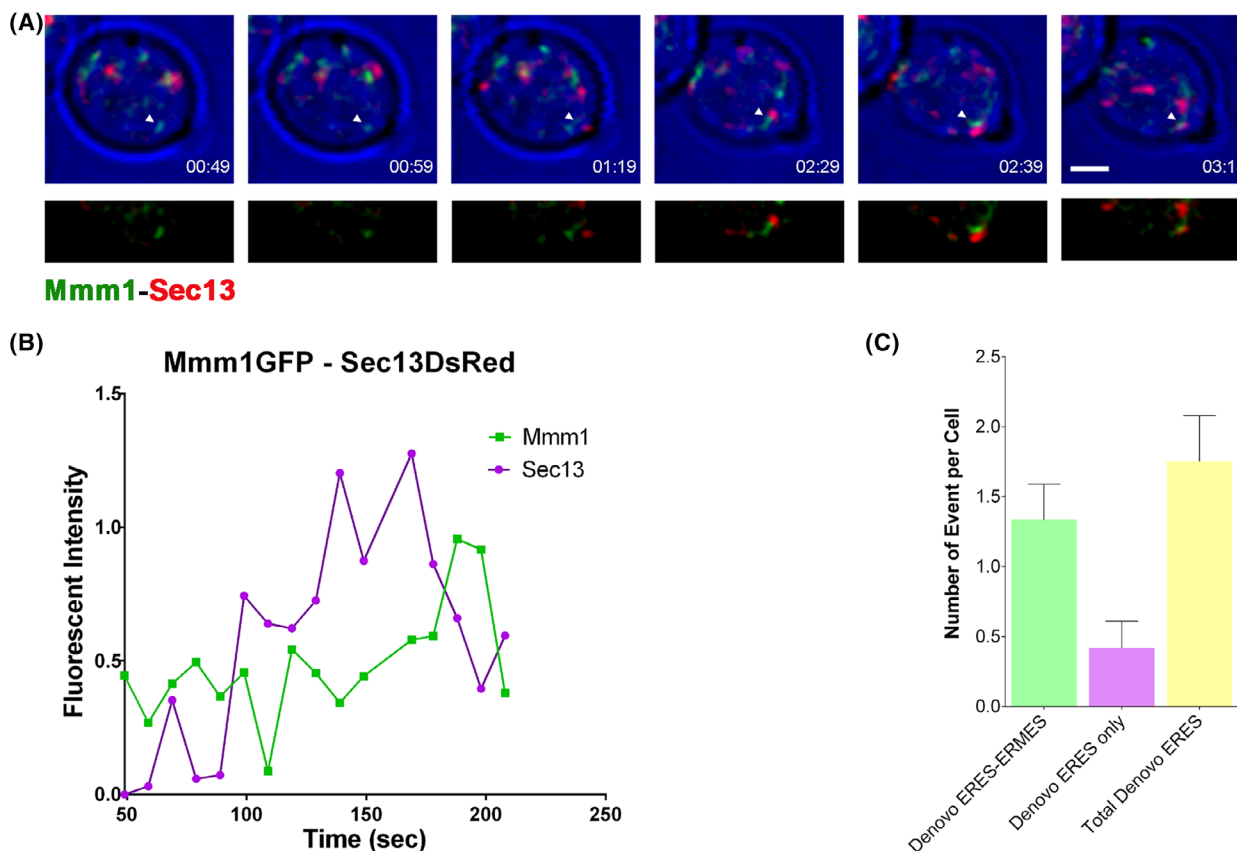 (A)
00:49
00:59
01:19
02:29
02:39
03:1
Mmm1-Sec13
(B)
Mmm1GFP - Sec13DsRed
Fluorescent Intensity
1.5
1.0
0.5
0.0
Mmm1
Sec13
50
100
150
200
250
Time (sec)
(C)
Number of Event per Cell
2.5
2.0
1.5
1.0
0.5
0.0
Denovo ERES-ERMES
Denovo ERES only
Total Denovo ERES